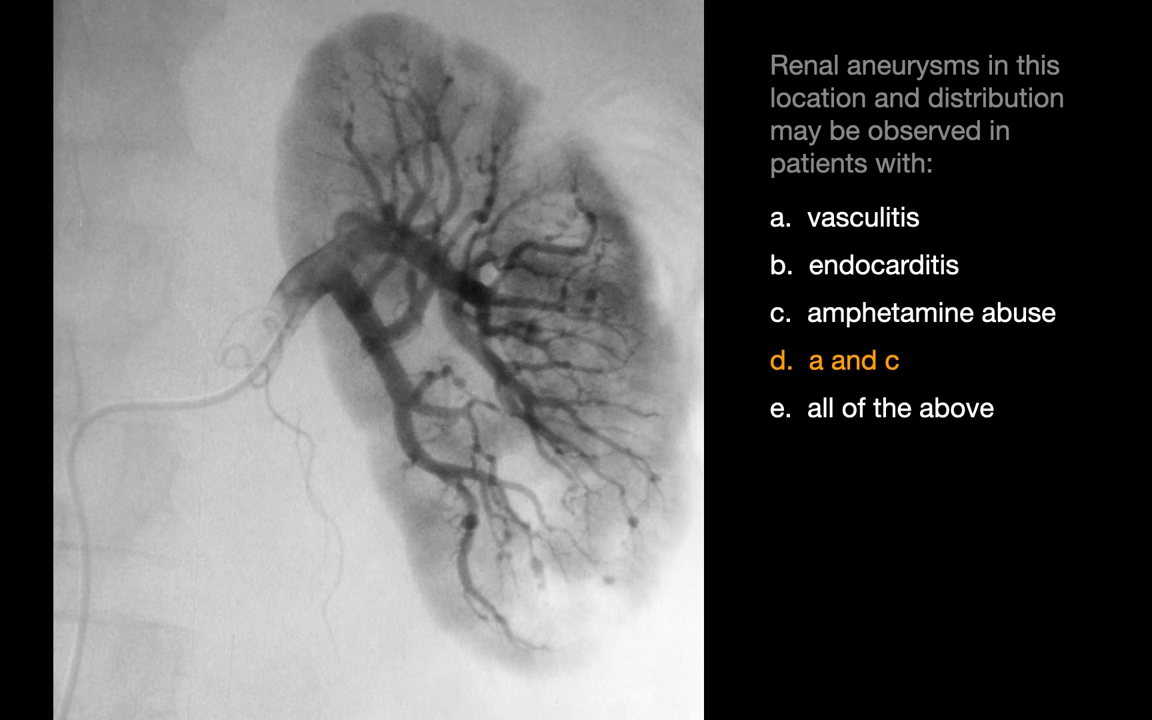 Renal aneurysms in this
location and distribution
may be observed in
patients with:
a. vasculitis
b. endocarditis
c. amphetamine abuse
d. a and c
e. all of the above